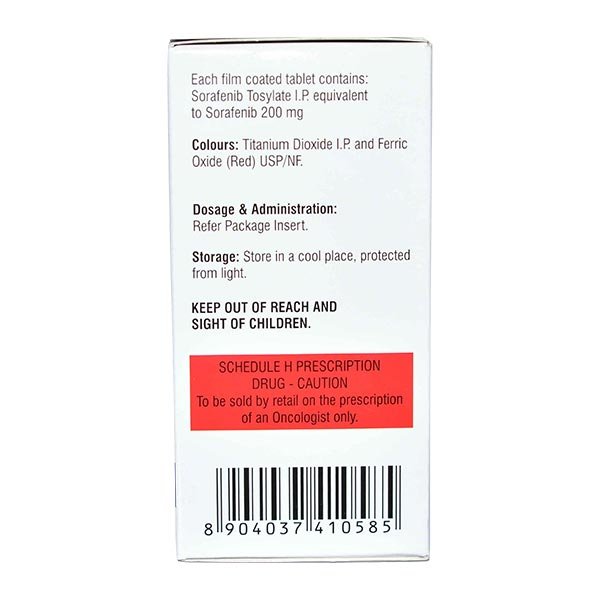 Each film coated tablet contains:
Sorafenib Tosylate I.P. equivalent
to Sorafenib 200 mg
Colours: Titanium Dioxide I.P. and Ferric
Oxide (Red) USP/NF.
Dosage & Administration:
Refer Package Insert.
Storage: Store in a cool place, protected
from light.
KEEP OUT OF REACH AND
SIGHT OF CHILDREN.
SCHEDULE H PRESCRIPTION
DRUG - CAUTION
To be sold by retail on the prescription
of an Oncologist only.
8 904037 410585